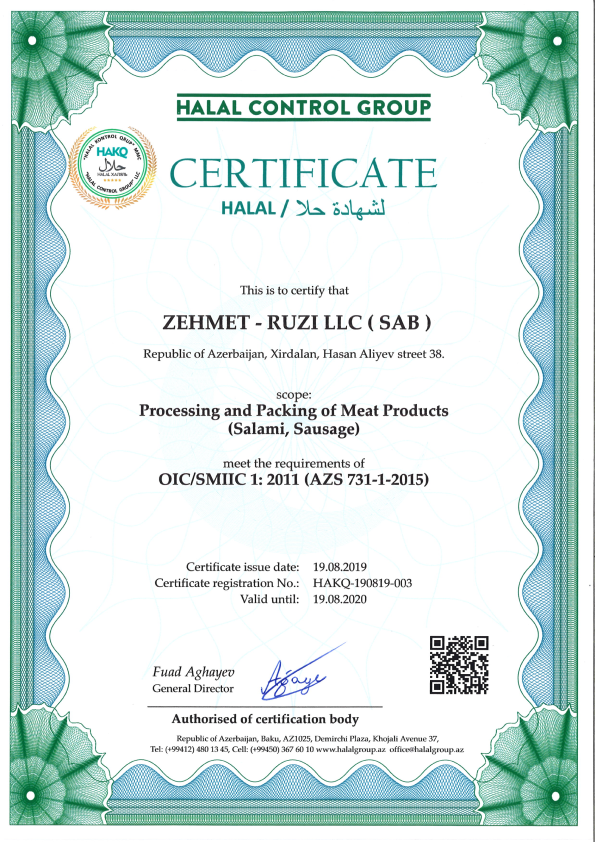 HALAL CONTROL GROUP
"HALAL KONTROL QRUP" MMC
HAKQ
حلال
HALAL ХАЛЯЛЬ
"HALAL CONTROL GROUP" LLC
CERTIFICATE
HALAL / لشهادة حلا
This is to certify that
ZEHMET - RUZI LLC ( SAB )
Republic of Azerbaijan, Xirdalan, Hasan Aliyev street 38.
scope:
Processing and Packing of Meat Products
(Salami, Sausage)
meet the requirements of
OIC/SMIIC 1: 2011 (AZS 731-1-2015)
Certificate issue date: 19.08.2019
Certificate registration No.: HAKQ-190819-003
Valid until: 19.08.2020
Fuad Aghayev
General Director
Authorised of certification body
Republic of Azerbaijan, Baku, AZ1025, Demirchi Plaza, Khojali Avenue 37,
Tel: (+99412) 480 13 45, Cell: (+99450) 367 60 10 www.halalgroup.az office@halalgroup.az